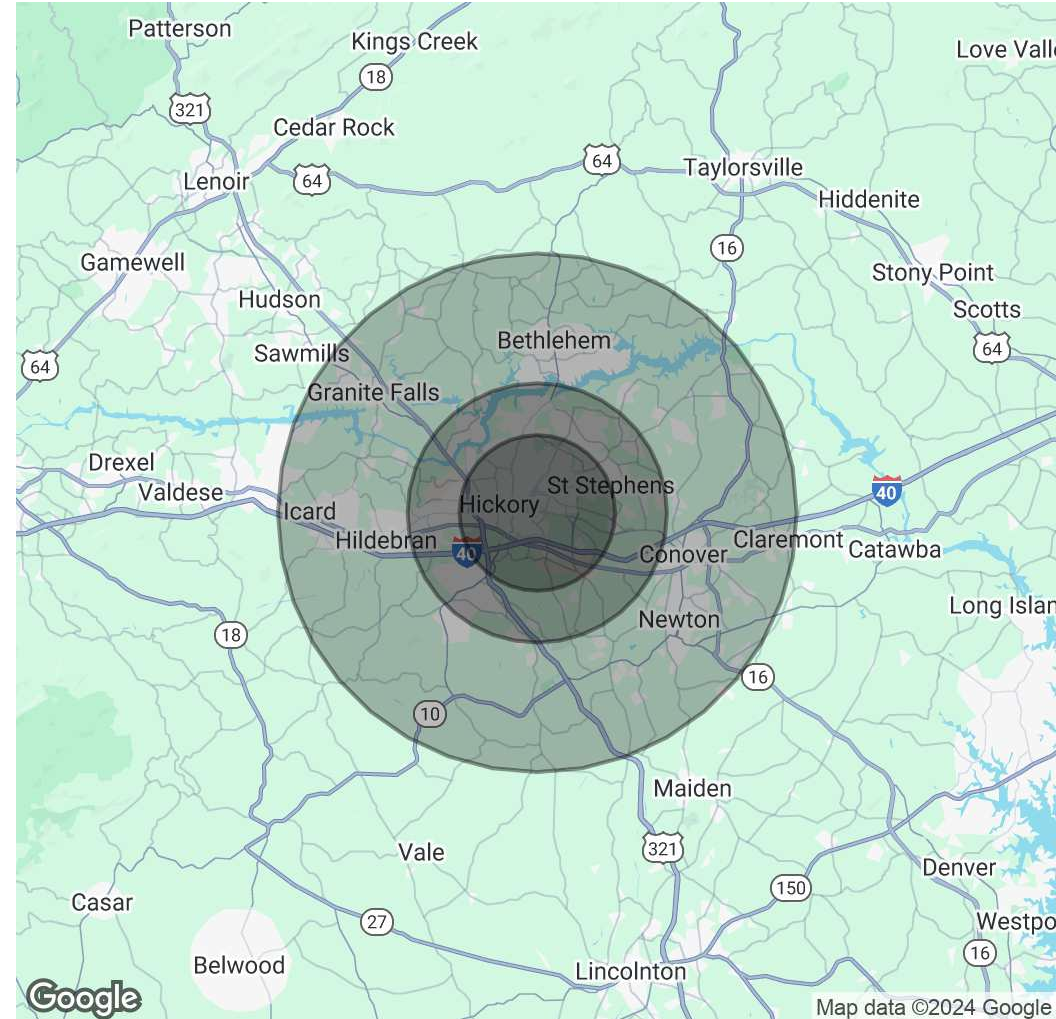 Patterson
Kings Creek
18
Love Valle
321
Cedar Rock
64
Taylorsville
Lenoir
64
Hiddenite
16
Gamewell
Stony Point
Hudson
Scotts
Bethlehem
Sawmills
64
64
Granite Falls
Drexel
St Stephens
Valdese
40
Hickory
Icard
Hildebran
Claremont
40
Conover
Catawba
Long Islan
Newton
18
16
10
Maiden
321
Vale
Denver
150
Casar
27
Westpo
16
Belwood
Lincolnton
Google
Map data ©2024 Google